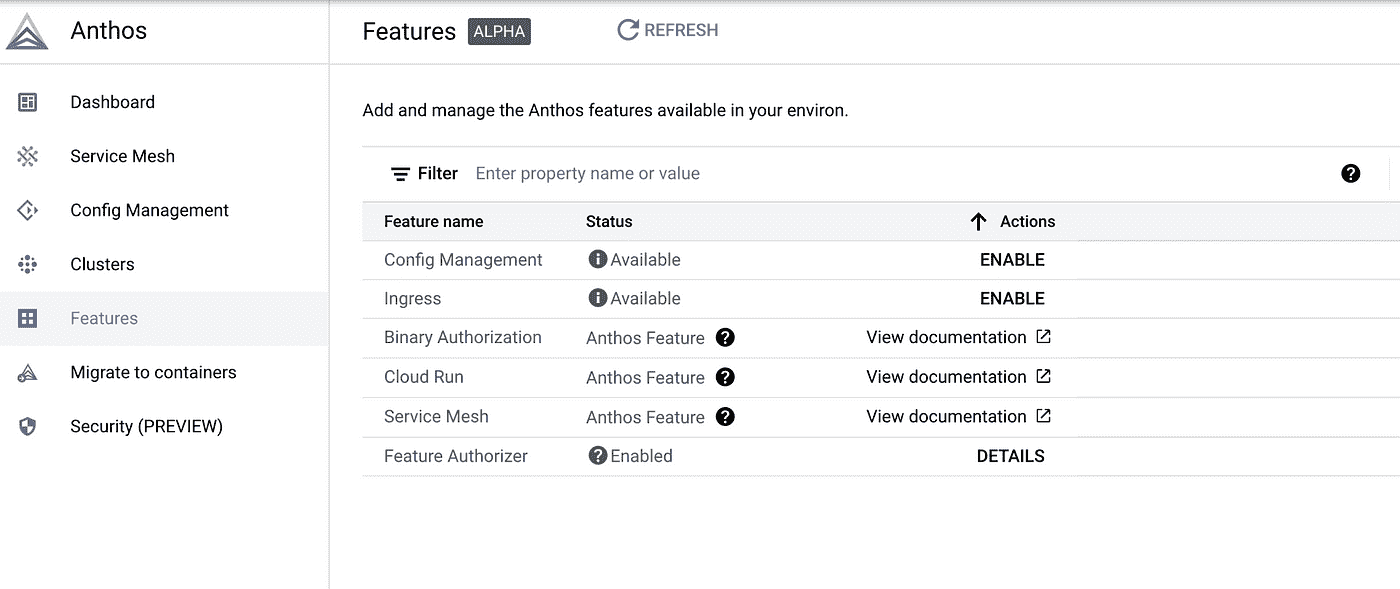 Anthos
Features ALPHA REFRESH
Dashboard
Service Mesh
Config Management
Clusters
Features
Migrate to containers
Security (PREVIEW)
Add and manage the Anthos features available in your environ.
Filter Enter property name or value
Feature name Status Actions
Config Management Available ENABLE
Ingress Available ENABLE
Binary Authorization Anthos Feature View documentation
Cloud Run Anthos Feature View documentation
Service Mesh Anthos Feature View documentation
Feature Authorizer Enabled DETAILS